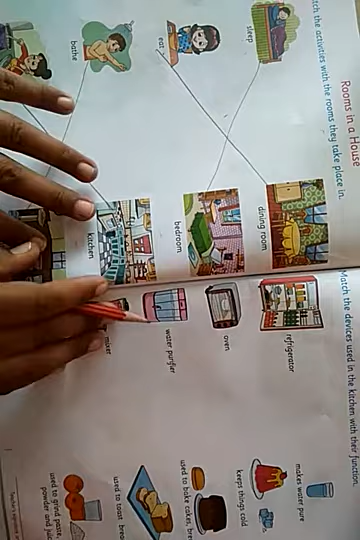 Rooms in a House
the activities with the rooms they take place in.
sleep
eat
bathe
dining room
bedroom
kitchen
Match the devices used in the kitchen with their function.
refrigerator
oven
water purifier
mixer
makes water pure
keeps things cold
used to bake cakes,
used to toast
used to grind paste,
powder and